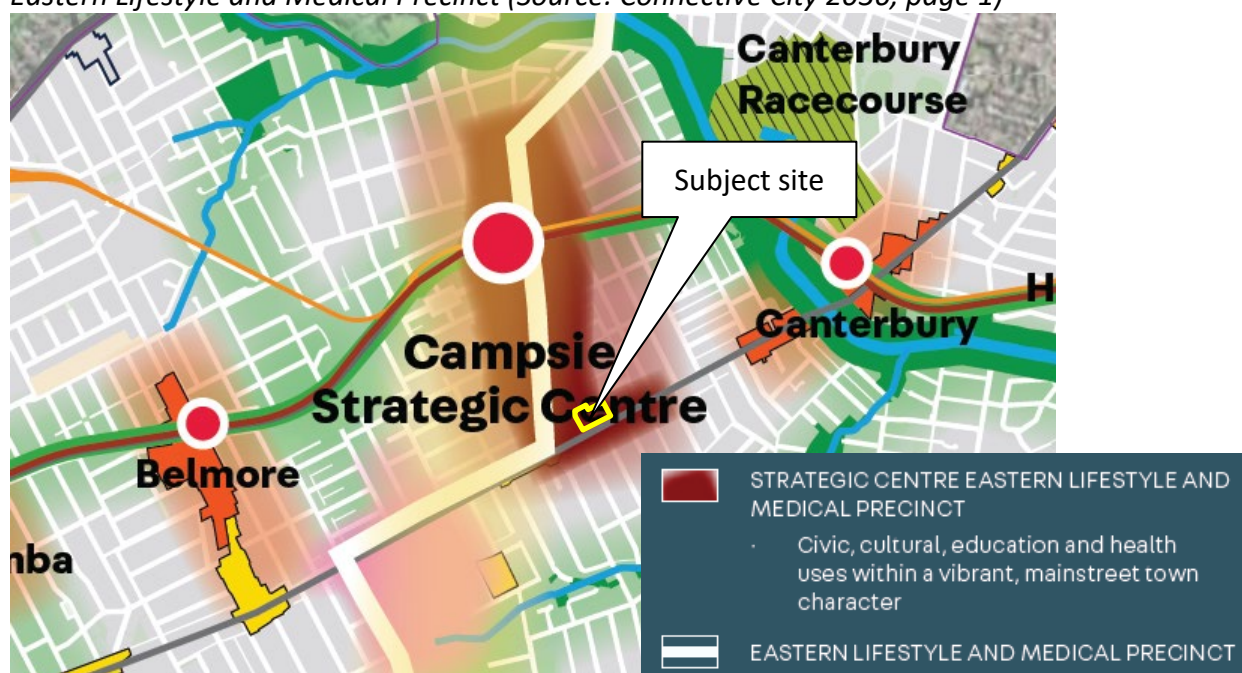 Eastern Lifestyle and Medical Precinct (Source: Connective City 2036, page 1)
Canterbury
Racecourse
Subject site
H
Canterbury
Campsie
Strategic Centre
Belmore
nba
STRATEGIC CENTRE EASTERN LIFESTYLE AND
MEDICAL PRECINCT
· Civic, cultural, education and health
uses within a vibrant, mainstreet town
character
EASTERN LIFESTYLE AND MEDICAL PRECINCT